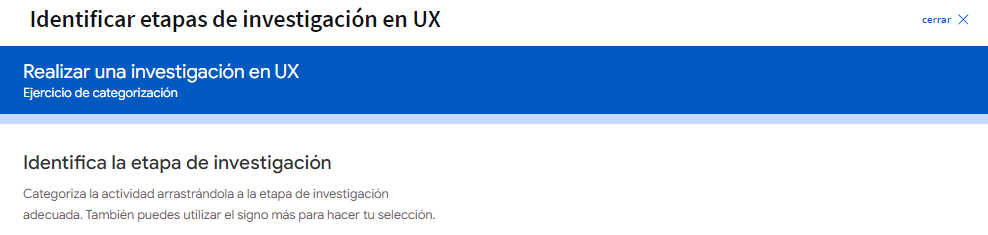 Identificar etapas de investigación en UX
cerrar
Realizar una investigación en UX
Ejercicio de categorización
Identifica la etapa de investigación
Categoriza la actividad arrastrándola a la etapa de investigación
adecuada. También puedes utilizar el signo más para hacer tu selección.